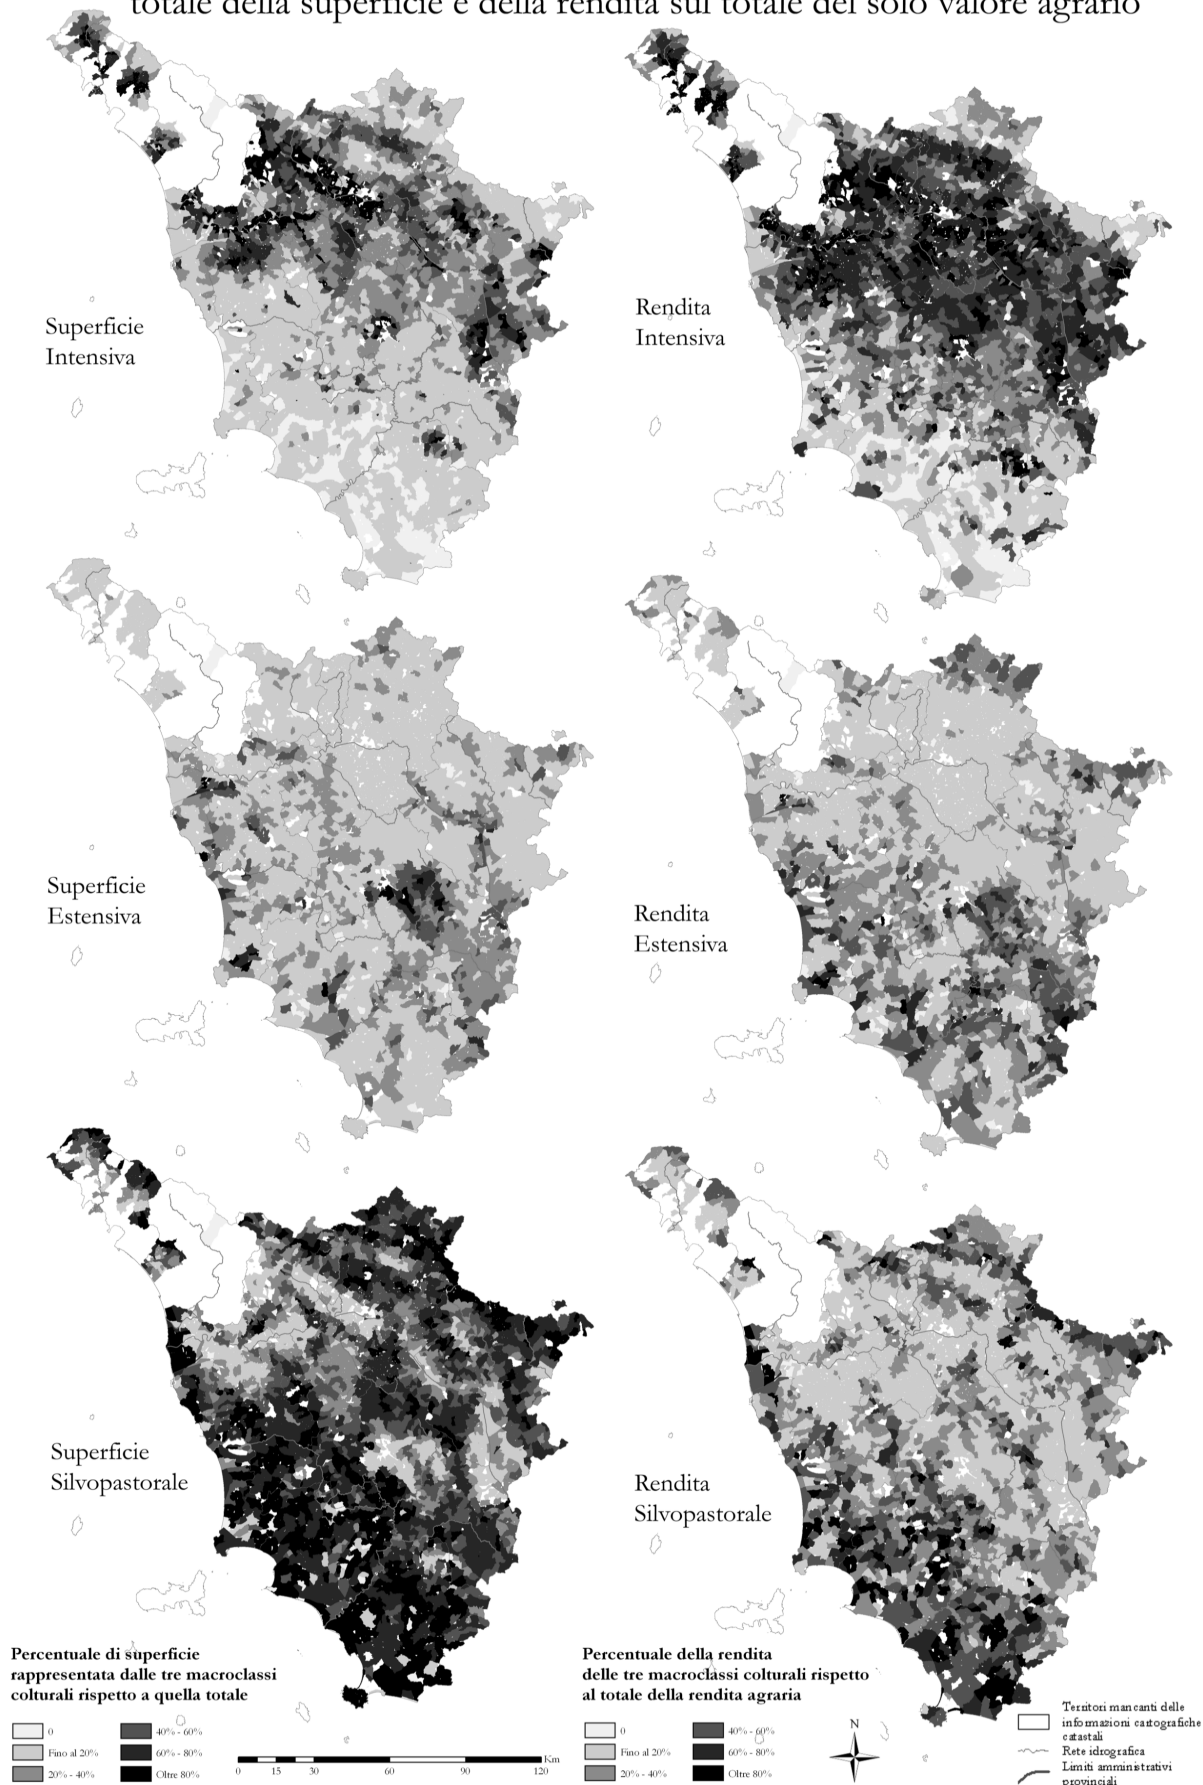 totale della superficie e della rendita sul totale del solo valore agrario
Superficie
Intensiva
Rendita
Intensiva
Superficie
Estensiva
Rendita
Estensiva
Superficie
Silvopastorale
Rendita
Silvopastorale
Percentuale di superficie
rappresentata dalle tre macroclassi
colturali rispetto a quella totale
0
Fino al 20%
20% - 40%
40% - 60%
60% - 80%
Oltre 80%
0 15 30 60 90 120 Km
Percentuale della rendita
delle tre macroclassi colturali rispetto
al totale della rendita agraria
0
Fino al 20%
20% - 40%
40% - 60%
60% - 80%
Oltre 80%
N
Territori mancanti delle
informazioni cartografiche
catastali
Rete idrografica
Limiti amministrativi
provinciali